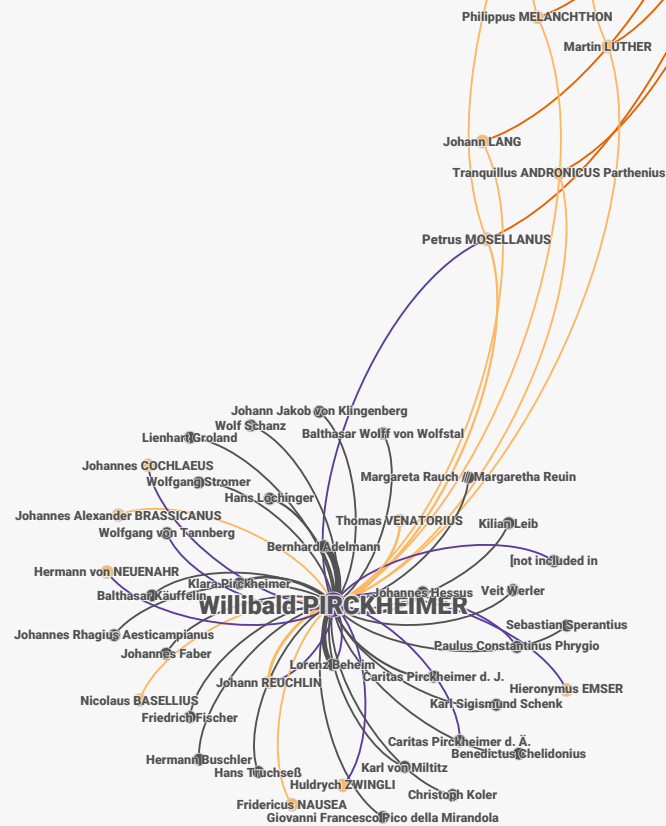 Philippus MELANCHTHON
Martin LUTHER
Johann LANG
Tranquillus ANDRONICUS Parthenius
Petrus MOSELLANUS
Johann Jakob von Klingenberg
Wolf Schanz
Balthasar Wolff von Wolfstal
Lienhart Groland
Johannes COCHLAEUS
Margareta Rauch /// Margaretha Reuin
Wolfgang Stromer
Hans Lochinger
Johannes Alexander BRASSICANUS
Thomas VENATORIUS
Kilian Leib
Wolfgang von Tannberg
Bernhard Adelmann
[not included in
Hermann von NEUENAHR
Klara Pirckheimer
Johannes Hessus
Veit Werler
Balthasar Käuffelin
Willibald PIRCKHEIMER
Sebastian Sperantius
Johannes Rhagius Aesticampianus
Paulus Constantinus Phrygio
Johannes Faber
Lorenz Beheim
Caritas Pirckheimer d. J.
Johann REUCHLIN
Hieronymus EMSER
Nicolaus BASELLIUS
Karl Sigismund Schenk
Friedrich Fischer
Caritas Pirckheimer d. Ä.
Benedictus Chelidonius
Hermann Buschler
Karl von Miltitz
Hans Truchseß
Huldrych ZWINGLI
Christoph Koler
Fridericus NAUSEA
Giovanni Francesco Pico della Mirandola